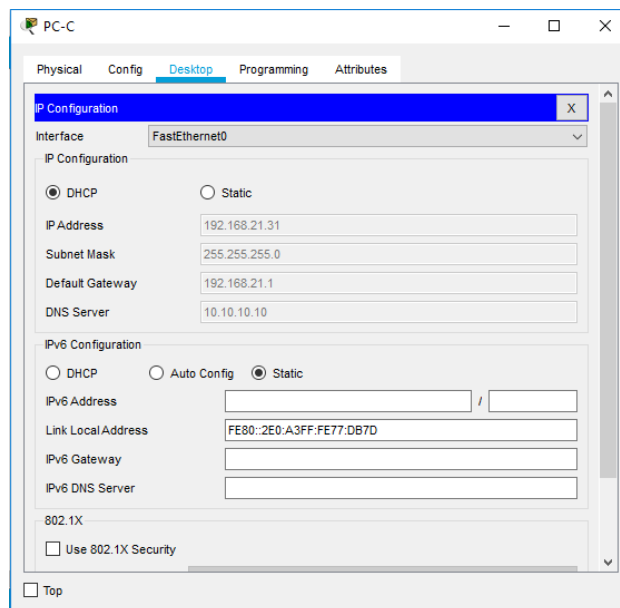 PC-C
Physical Config Desktop Programming Attributes
IP Configuration X
Interface FastEthernet0
IP Configuration
DHCP Static
IP Address 192.168.21.31
Subnet Mask 255.255.255.0
Default Gateway 192.168.21.1
DNS Server 10.10.10.10
IPv6 Configuration
DHCP Auto Config Static
IPv6 Address /
Link Local Address FE80::2E0:A3FF:FE77:DB7D
IPv6 Gateway
IPv6 DNS Server
802.1X
Use 802.1X Security
Top